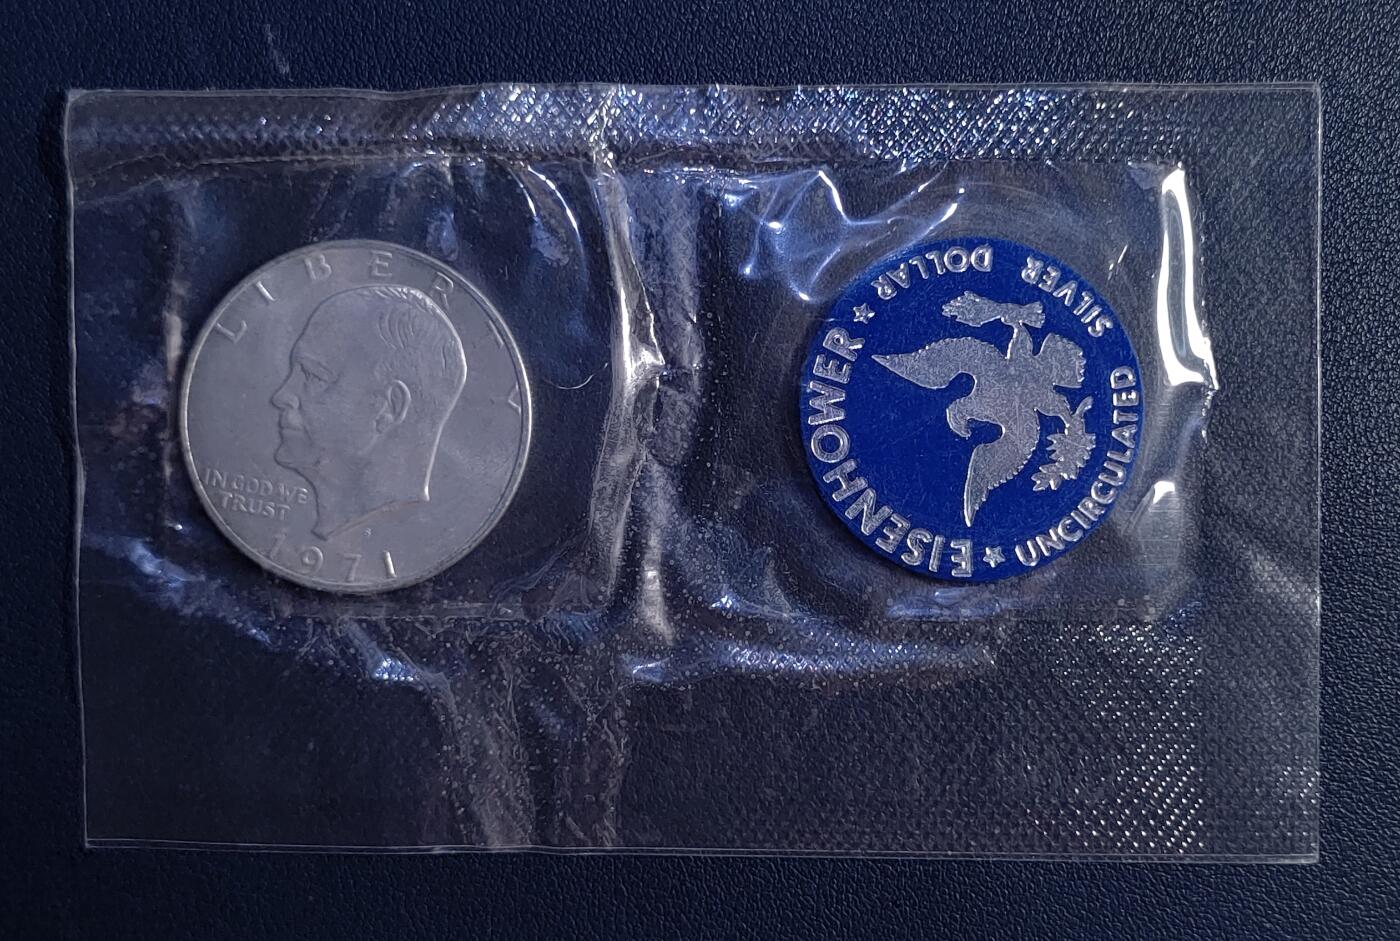 LIBERTY
IN GOD WE
TRUST
S
1971
EISENHOWER ★ SILVER DOLLAR
★ UNCIRCULATED